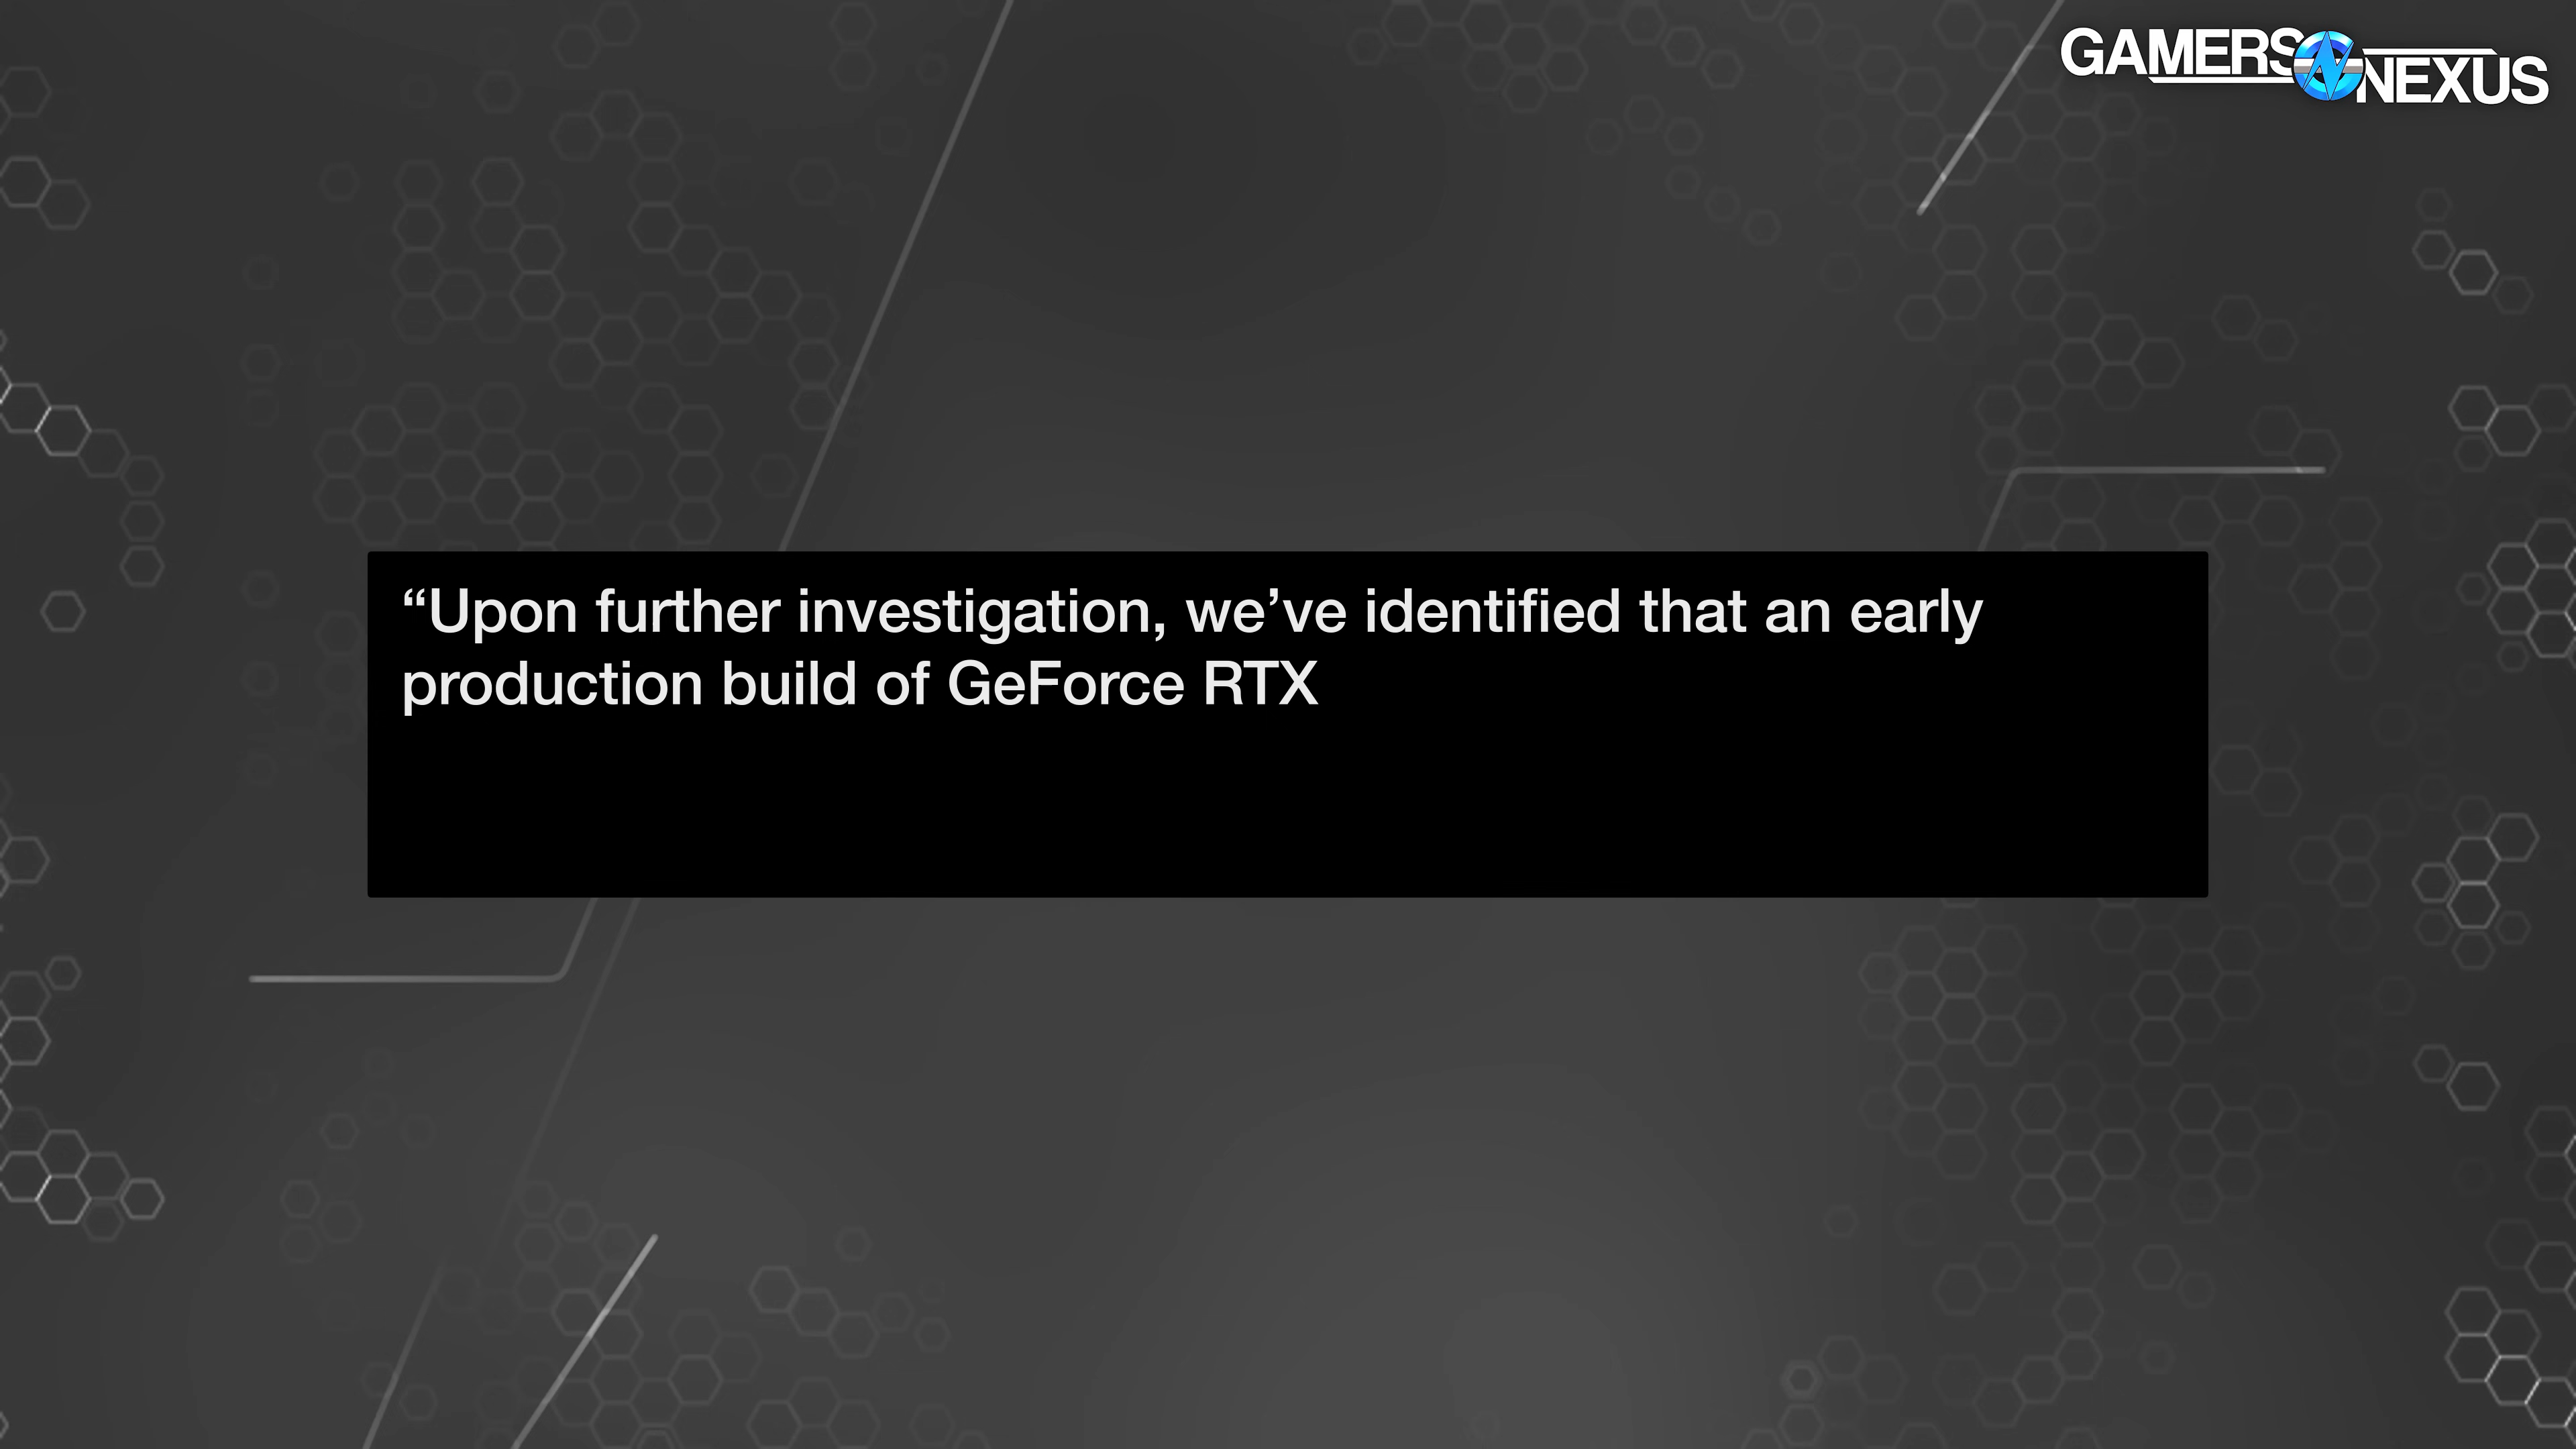 GAMERS NEXUS
“Upon further investigation, we’ve identified that an early
production build of GeForce RTX